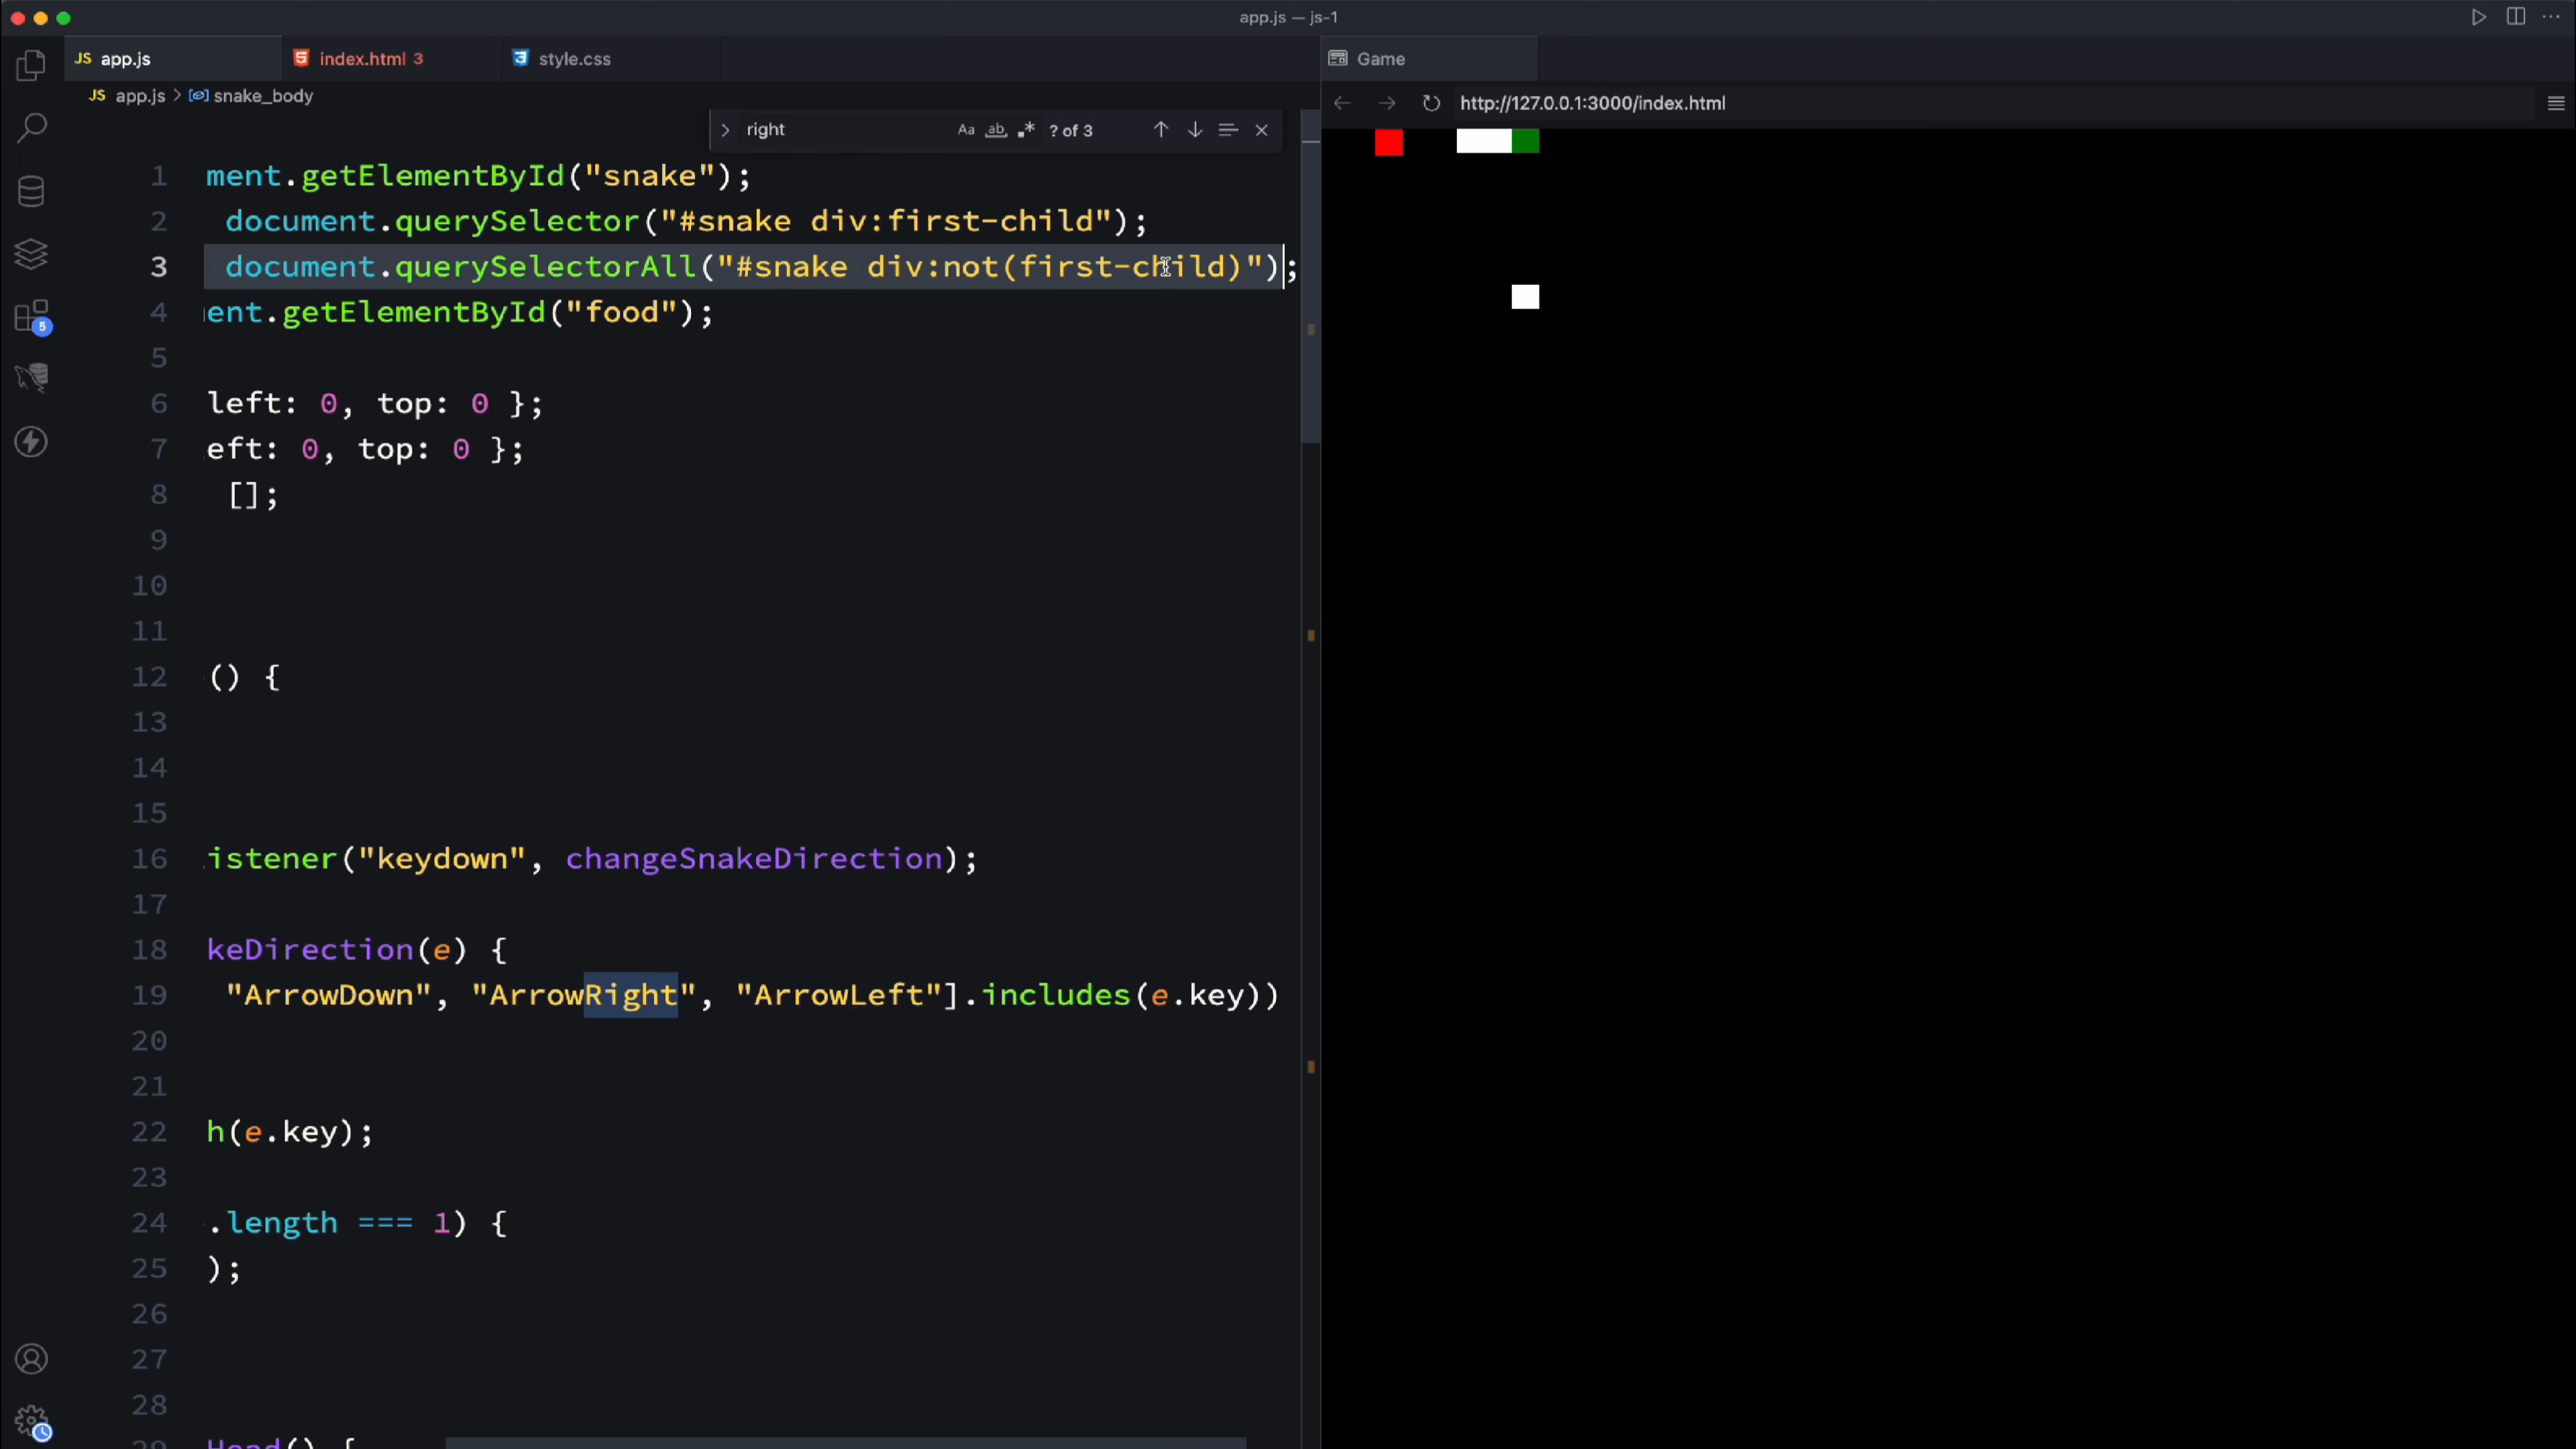 app.js — js-1
JS app.js
index.html 3
style.css
Game
JS app.js > snake_body
http://127.0.0.1:3000/index.html
right
Aa ab .* ? of 3
1 ment.getElementById("snake");
2 document.querySelector("#snake div:first-child");
3 document.querySelectorAll("#snake div:not(first-child)");
4 ent.getElementById("food");
5
6 left: 0, top: 0 };
7 eft: 0, top: 0 };
8 [];
9
10
11
12 () {
13
14
15
16 istener("keydown", changeSnakeDirection);
17
18 keDirection(e) {
19 "ArrowDown", "ArrowRight", "ArrowLeft"].includes(e.key))
20
21
22 h(e.key);
23
24 .length === 1) {
25 );
26
27
28
5